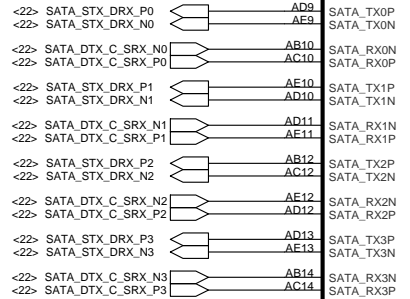 <22> SATA_STX_DRX_P0 AD9 SATA_TX0P
<22> SATA_STX_DRX_N0 AE9 SATA_TX0N
<22> SATA_DTX_C_SRX_N0 AB10 SATA_RX0N
<22> SATA_DTX_C_SRX_P0 AC10 SATA_RX0P
<22> SATA_STX_DRX_P1 AE10 SATA_TX1P
<22> SATA_STX_DRX_N1 AD10 SATA_TX1N
<22> SATA_DTX_C_SRX_N1 AD11 SATA_RX1N
<22> SATA_DTX_C_SRX_P1 AE11 SATA_RX1P
<22> SATA_STX_DRX_P2 AB12 SATA_TX2P
<22> SATA_STX_DRX_N2 AC12 SATA_TX2N
<22> SATA_DTX_C_SRX_N2 AE12 SATA_RX2N
<22> SATA_DTX_C_SRX_P2 AD12 SATA_RX2P
<22> SATA_STX_DRX_P3 AD13 SATA_TX3P
<22> SATA_STX_DRX_N3 AE13 SATA_TX3N
<22> SATA_DTX_C_SRX_N3 AB14 SATA_RX3N
<22> SATA_DTX_C_SRX_P3 AC14 SATA_RX3P